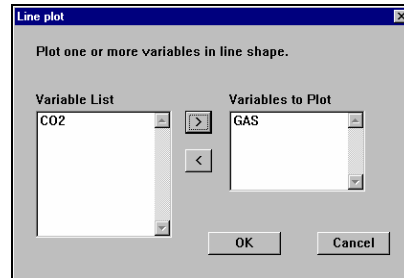 Line plot
Plot one or more variables in line shape.
Variable List
Variables to Plot
CO2
>
GAS
<
OK
Cancel